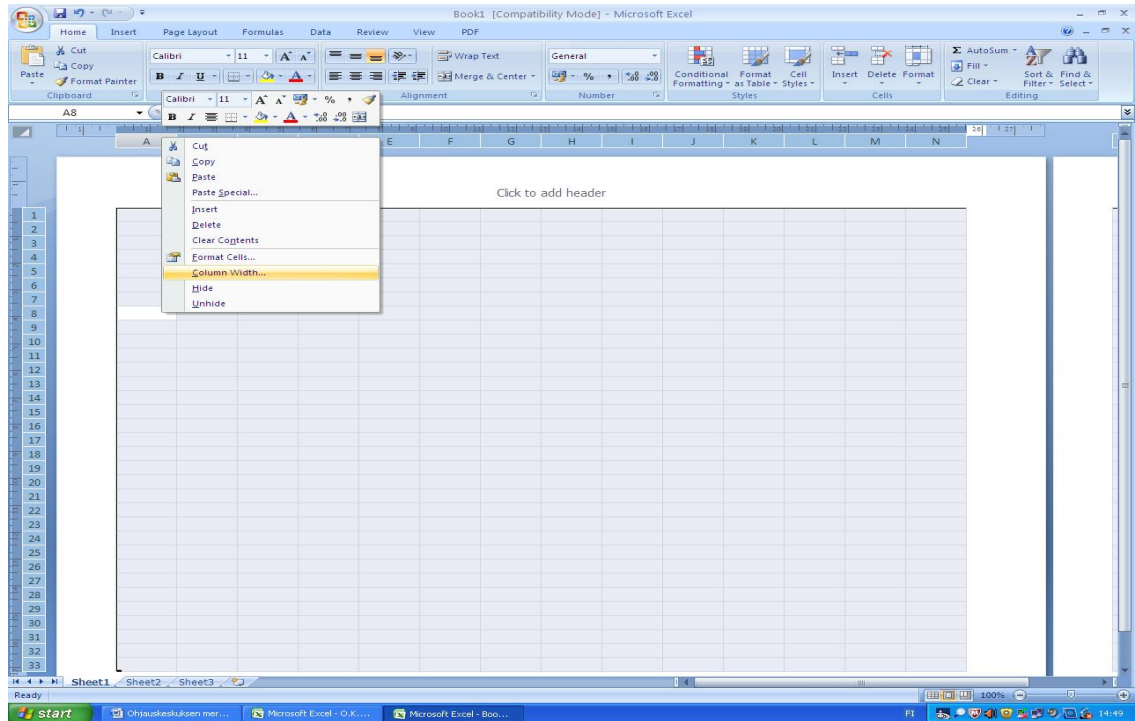 Book1 [Compatibility Mode] - Microsoft Excel
Home Insert Page Layout Formulas Data Review View PDF
Paste
Cut
Copy
Format Painter
Clipboard
Calibri 11
B I U
Wrap Text
Merge & Center
Alignment
General
% ,
Number
Conditional Formatting
Format as Table
Cell Styles
Styles
Insert Delete Format
Cells
Σ AutoSum
Fill
Clear
Sort & Filter
Find & Select
Editing
Calibri 11 A A % ,
B I A
A8
A E F G H I J K L M N
Cut
Copy
Paste
Paste Special...
Insert
Delete
Clear Contents
Format Cells...
Column Width...
Hide
Unhide
Click to add header
1
2
3
4
5
6
7
8
9
10
11
12
13
14
15
16
17
18
19
20
21
22
23
24
25
26
27
28
29
30
31
32
33
Sheet1 Sheet2 Sheet3
Ready
100%
start
Ohjauskeskuksen mer...
Microsoft Excel - O.K....
Microsoft Excel - Boo...
FI
14:49